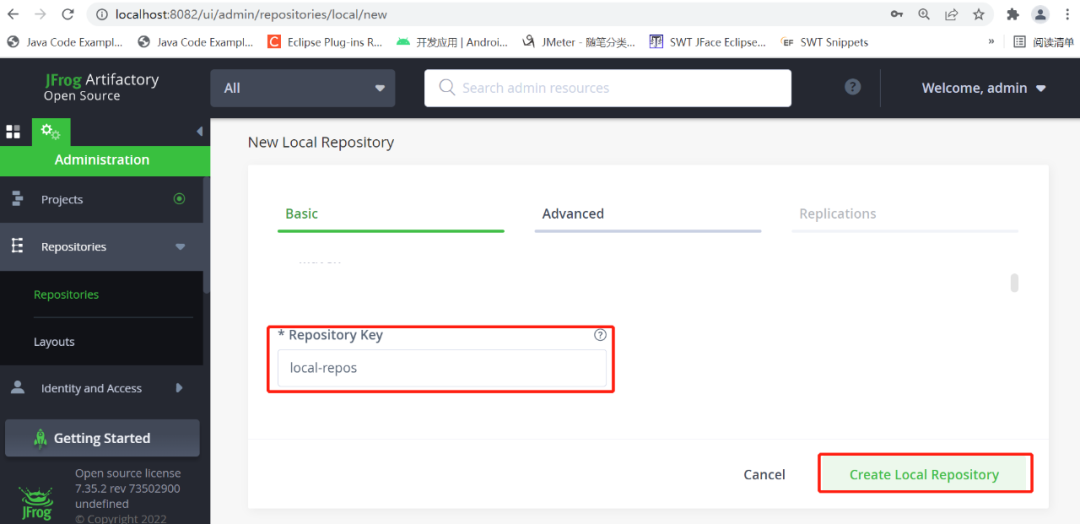 localhost:8082/ui/admin/repositories/local/new
Java Code Exampl...
Java Code Exampl...
Eclipse Plug-ins R...
开发应用 | Androi...
JMeter - 随笔分类...
SWT JFace Eclipse...
SWT Snippets
»
阅读清单
JFrog Artifactory
Open Source
All
Search admin resources
Welcome, admin
Administration
Projects
Repositories
Repositories
Layouts
Identity and Access
Getting Started
Open source license
7.35.2 rev 73502900
undefined
© Copyright 2022
JFrog
New Local Repository
Basic
Advanced
Replications
* Repository Key
local-repos
Cancel
Create Local Repository